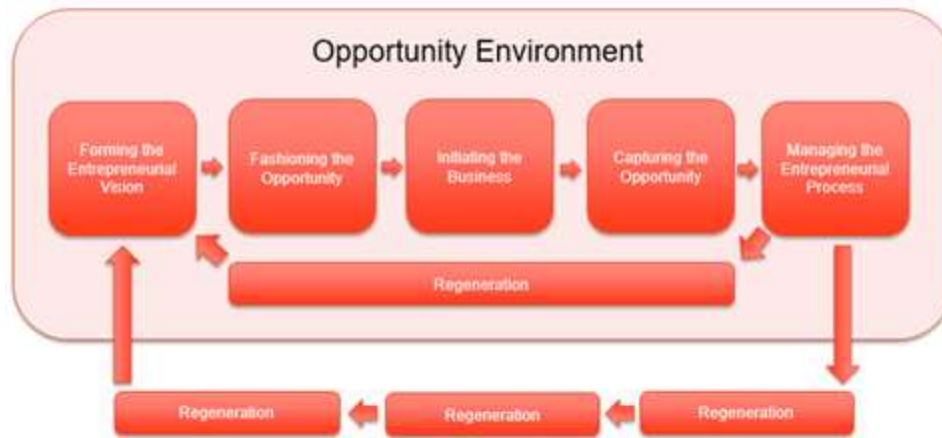 Opportunity Environment
Forming the
Entrepreneurial
Vision
Fashioning the
Opportunity
Initiating the
Business
Capturing the
Opportunity
Managing the
Entrepreneurial
Process
Regeneration
Regeneration
Regeneration
Regeneration